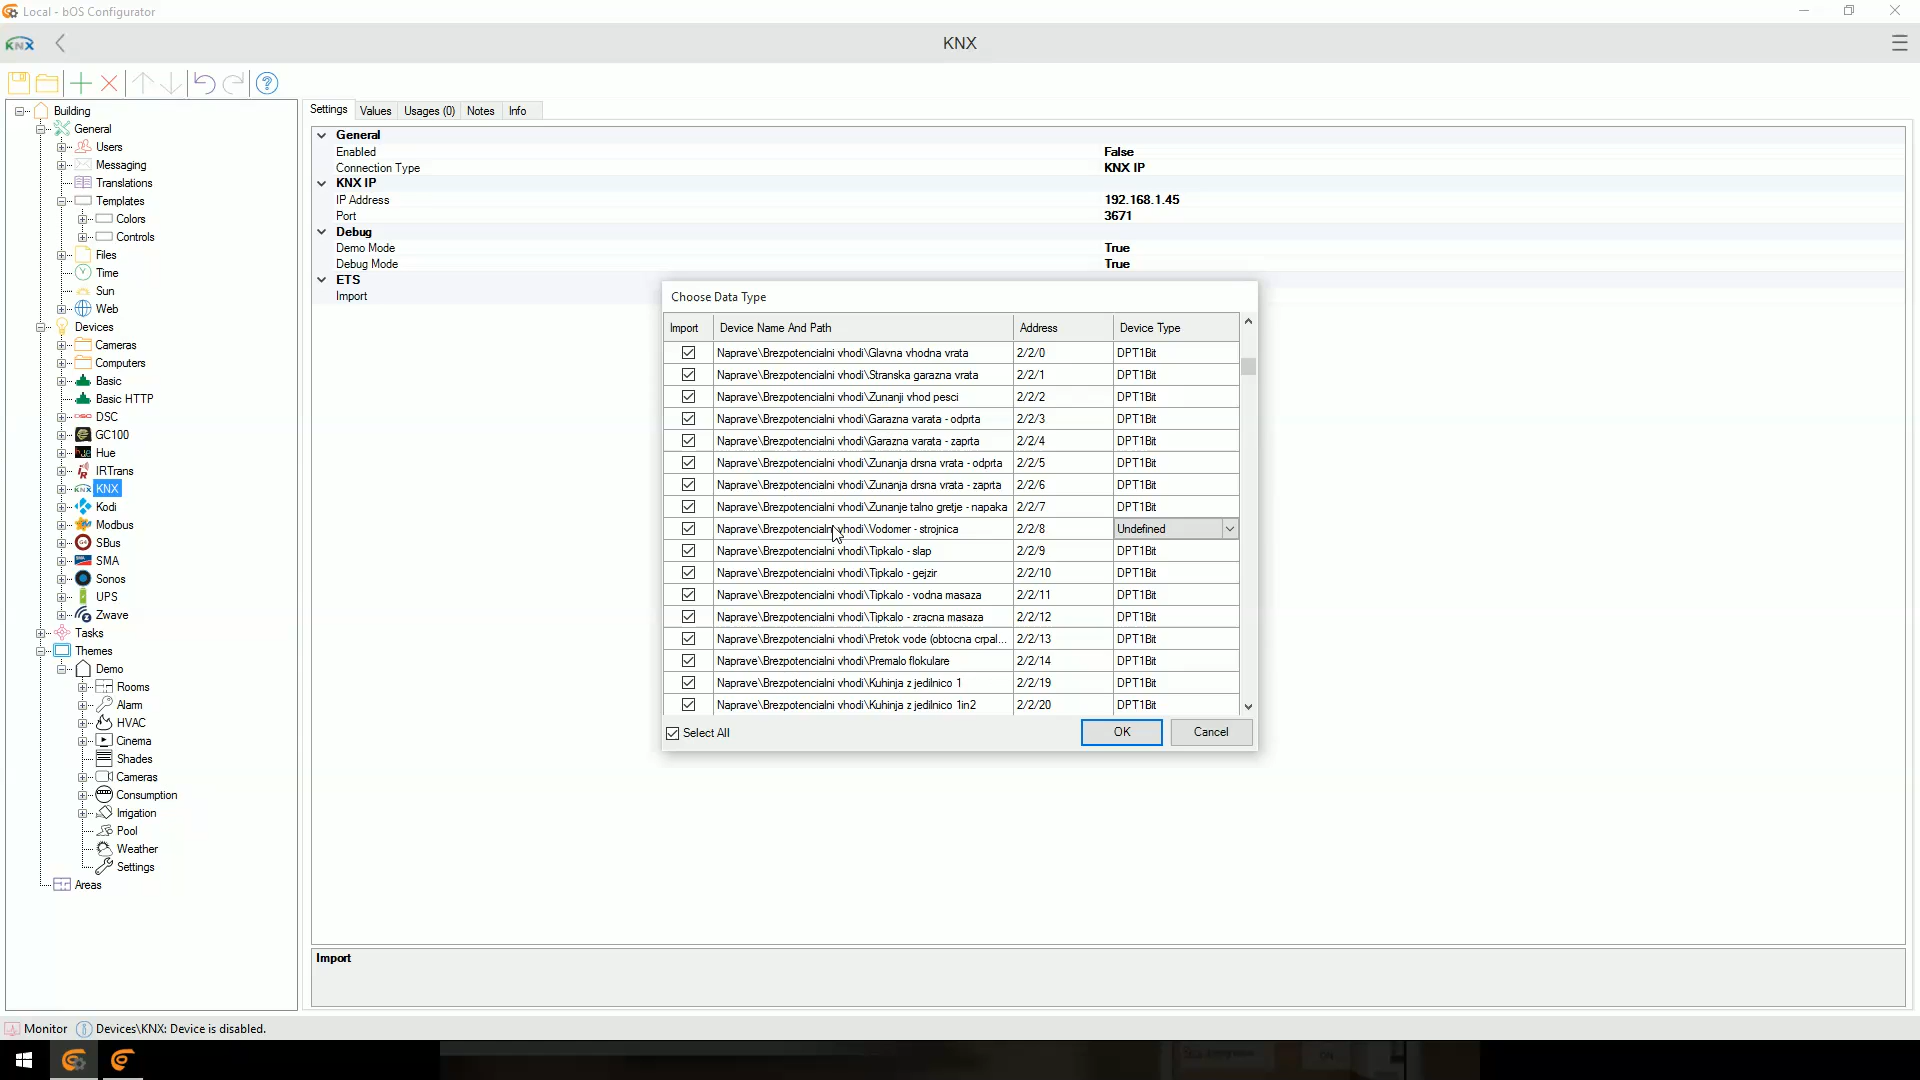 Local - bOS Configurator
KNX
KNX
Building
General
Users
Messaging
Translations
Templates
Colors
Controls
Files
Time
Sun
Web
Devices
Cameras
Computers
Basic
Basic HTTP
DSC
GC100
Hue
IRTrans
KNX
Kodi
Modbus
SBus
SMA
Sonos
UPS
Zwave
Tasks
Themes
Demo
Rooms
Alarm
HVAC
Cinema
Shades
Cameras
Consumption
Irrigation
Pool
Weather
Settings
Areas
Settings Values Usages (0) Notes Info
General
Enabled False
Connection Type KNX IP
KNX IP
IP Address 192.168.1.45
Port 3671
Debug
Demo Mode True
Debug Mode True
ETS
Import
Choose Data Type
Import Device Name And Path Address Device Type
Naprave\Brezpotencialni vhodi\Glavna vhodna vrata 2/2/0 DPT1Bit
Naprave\Brezpotencialni vhodi\Stranska garazna vrata 2/2/1 DPT1Bit
Naprave\Brezpotencialni vhodi\Zunanji vhod pesci 2/2/2 DPT1Bit
Naprave\Brezpotencialni vhodi\Garazna varata - odprta 2/2/3 DPT1Bit
Naprave\Brezpotencialni vhodi\Garazna varata - zaprta 2/2/4 DPT1Bit
Naprave\Brezpotencialni vhodi\Zunanja drsna vrata - odprta 2/2/5 DPT1Bit
Naprave\Brezpotencialni vhodi\Zunanja drsna vrata - zaprta 2/2/6 DPT1Bit
Naprave\Brezpotencialni vhodi\Zunanje talno gretje - napaka 2/2/7 DPT1Bit
Naprave\Brezpotencialni vhodi\Vodomer - strojnica 2/2/8 Undefined
Naprave\Brezpotencialni vhodi\Tipkalo - slap 2/2/9 DPT1Bit
Naprave\Brezpotencialni vhodi\Tipkalo - gejzir 2/2/10 DPT1Bit
Naprave\Brezpotencialni vhodi\Tipkalo - vodna masaza 2/2/11 DPT1Bit
Naprave\Brezpotencialni vhodi\Tipkalo - zracna masaza 2/2/12 DPT1Bit
Naprave\Brezpotencialni vhodi\Pretok vode (obtocna crpal... 2/2/13 DPT1Bit
Naprave\Brezpotencialni vhodi\Premalo flokulare 2/2/14 DPT1Bit
Naprave\Brezpotencialni vhodi\Kuhinja z jedilnico 1 2/2/19 DPT1Bit
Naprave\Brezpotencialni vhodi\Kuhinja z jedilnico 1in2 2/2/20 DPT1Bit
Select All OK Cancel
Import
Monitor Devices\KNX: Device is disabled.